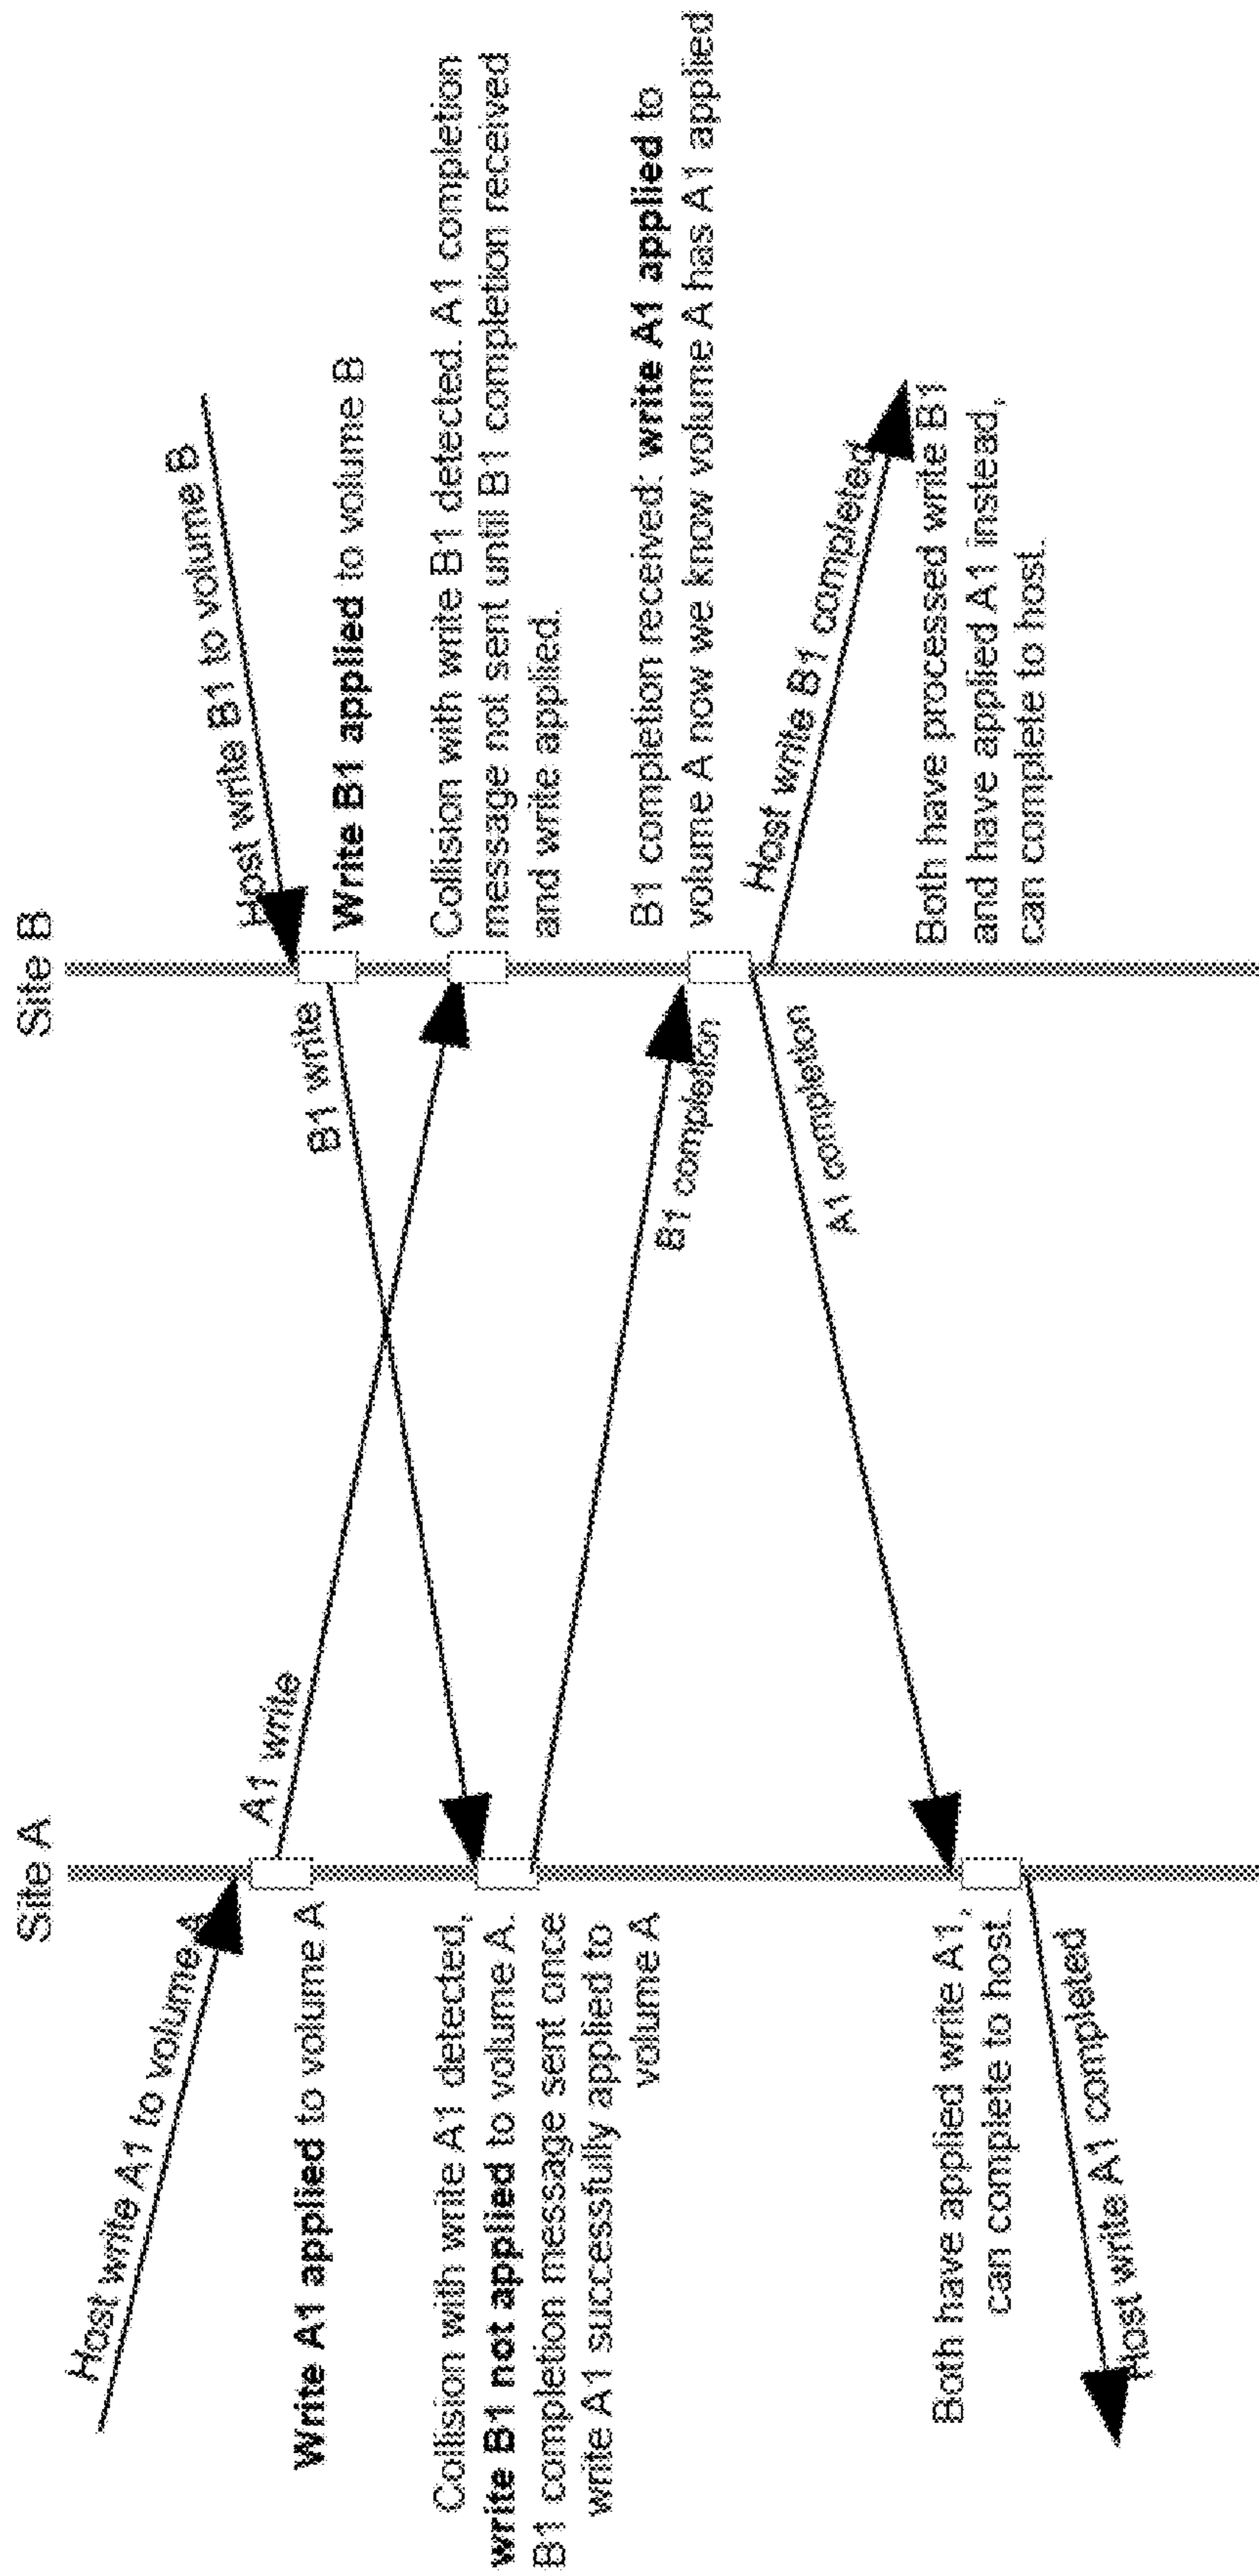 Site A
Site B
Host write A1 to volume A
Host write B1 to volume B
A1 write
B1 write
Write A1 applied to volume A
Write B1 applied to volume B
Collision with write A1 detected,
write B1 not applied to volume A.
B1 completion message sent once
write A1 successfully applied to
volume A
Collision with write B1 detected. A1 completion
message not sent until B1 completion received
and write applied.
B1 completion
B1 completion received: write A1 applied to
volume A now we know volume A has A1 applied
A1 completion
Host write B1 completed
Both have processed write B1
and have applied A1 instead,
can complete to host.
Both have applied write A1,
can complete to host.
Host write A1 completed